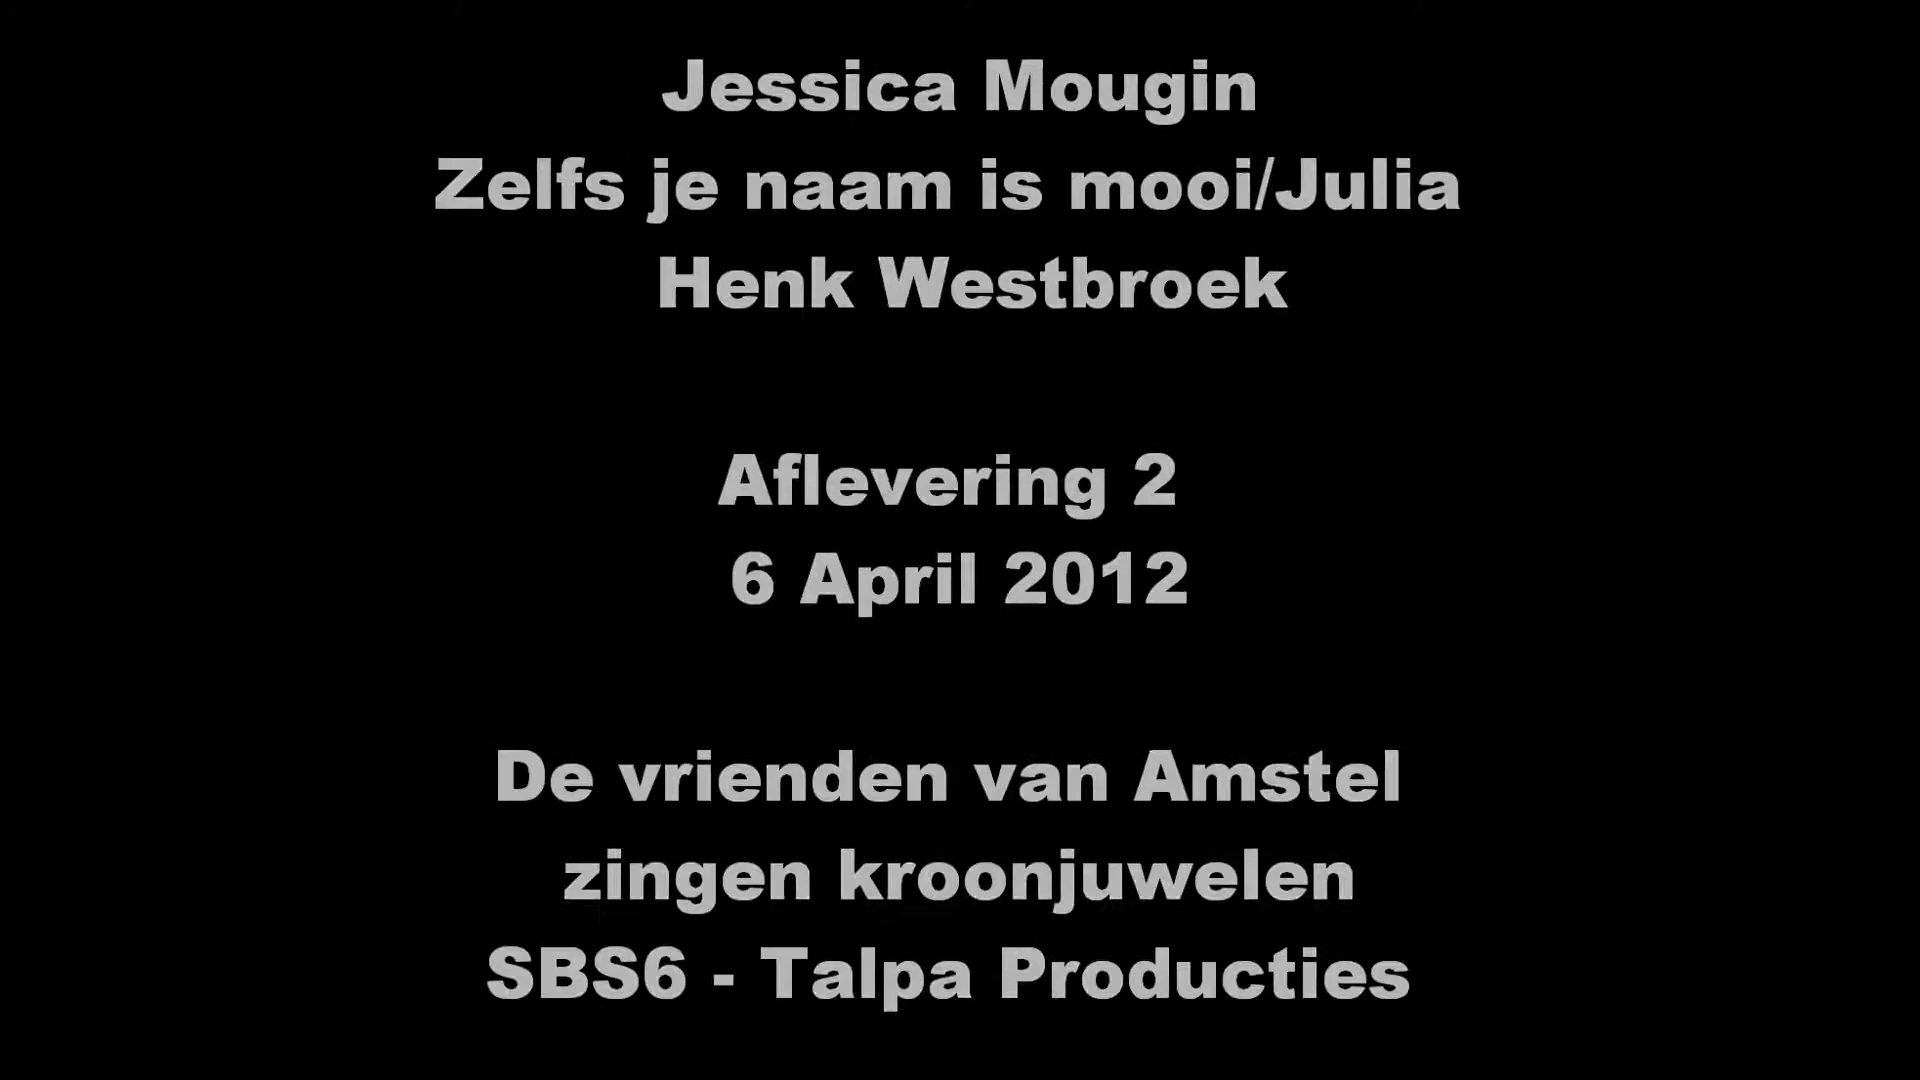 Jessica Mougin
Zelfs je naam is mooi/Julia
Henk Westbroek
Aflevering 2
6 April 2012
De vrienden van Amstel
zingen kroonjuwelen
SBS6 - Talpa Producties